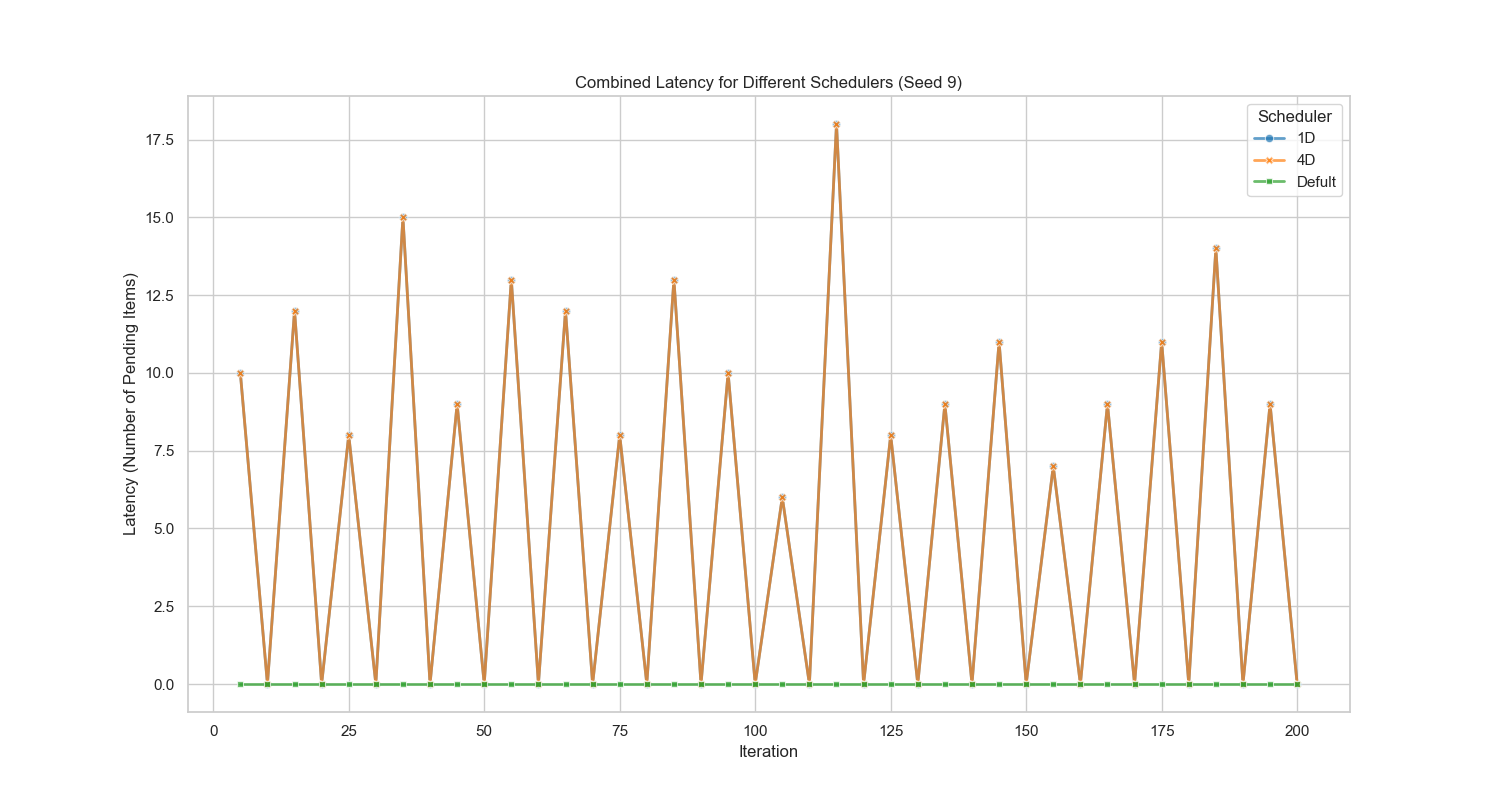 Combined Latency for Different Schedulers (Seed 9)
Scheduler
1D
4D
Defult
Latency (Number of Pending Items)
17.5
15.0
12.5
10.0
7.5
5.0
2.5
0.0
0 25 50 75 100 125 150 175 200
Iteration